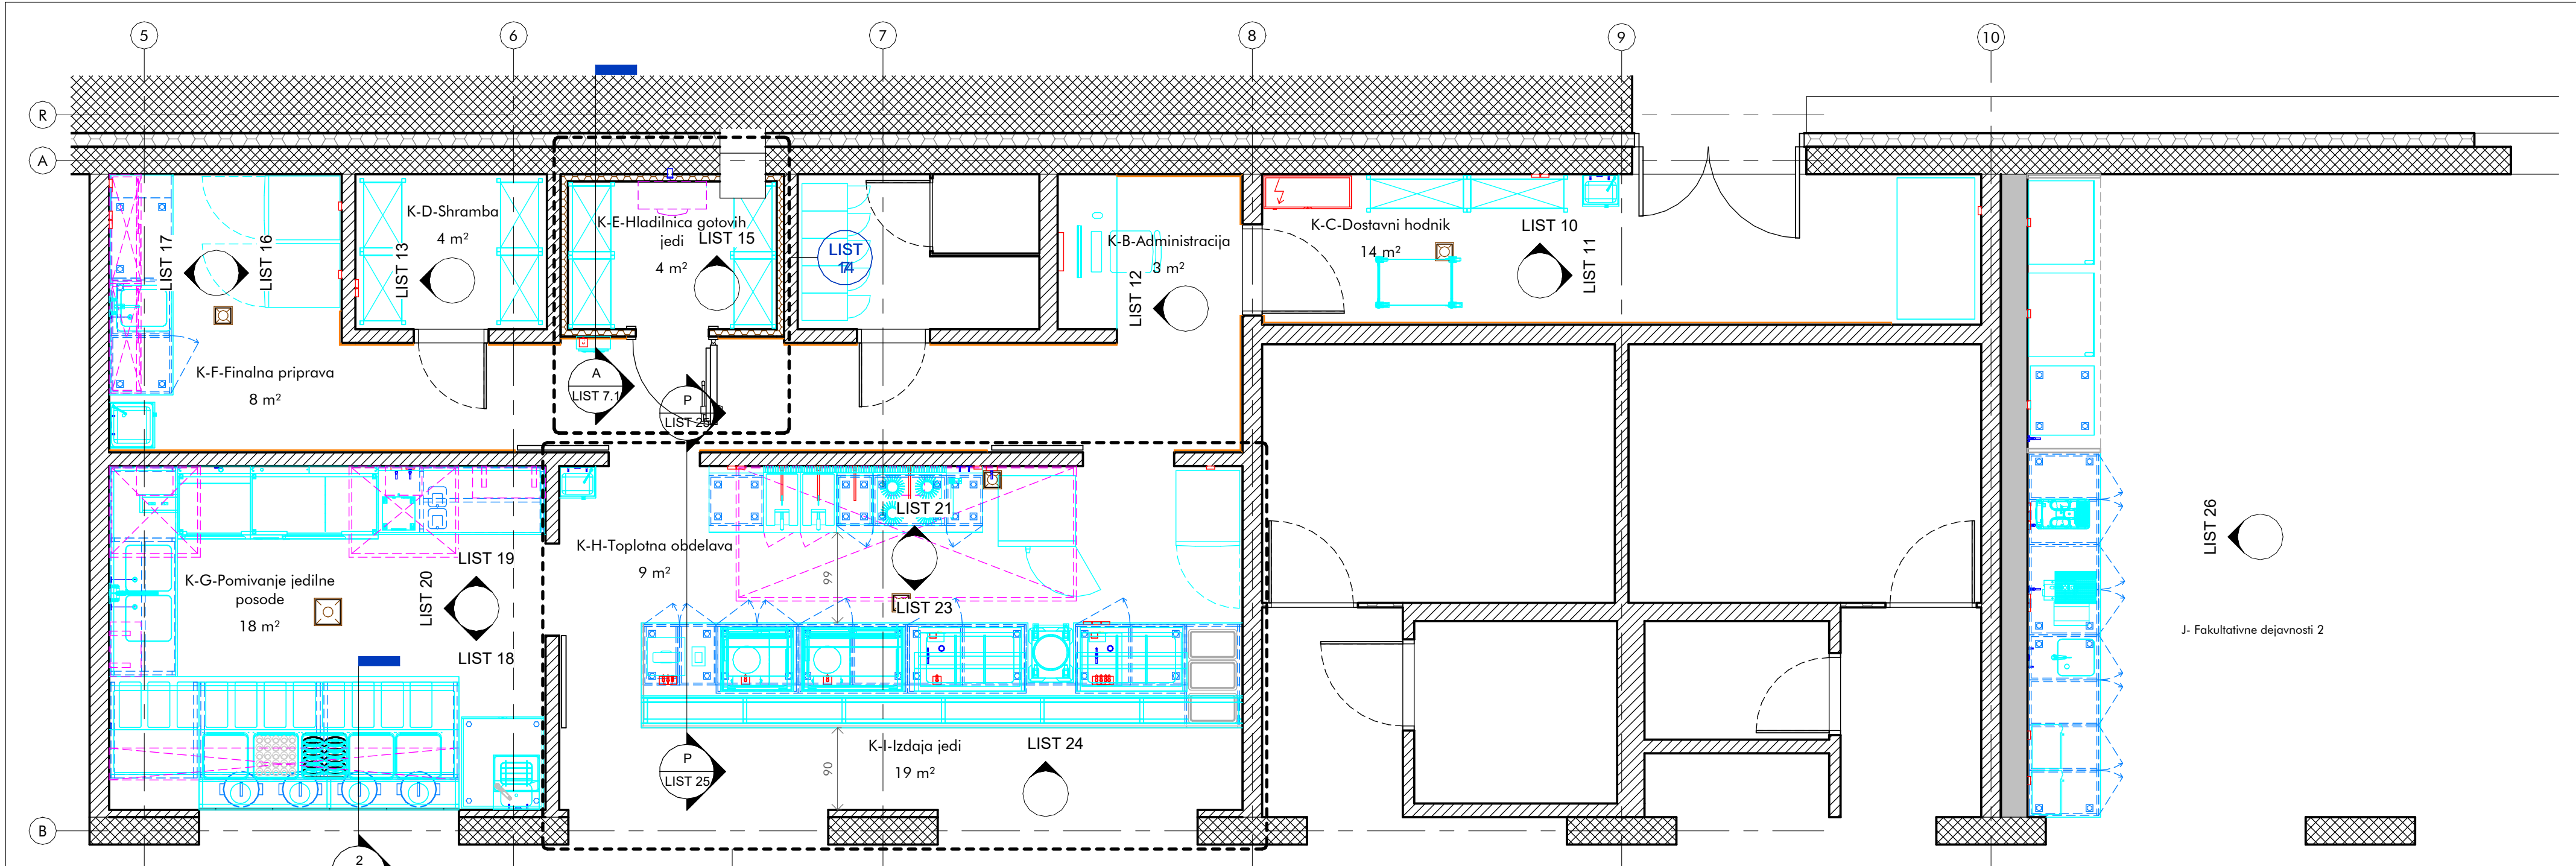 5
6
7
8
9
10
R
A
B
K-D-Shramba
4 m²
K-E-Hladilnica gotovih
jedi
4 m²
LIST 15
LIST
K-B-Administracija
3 m²
K-C-Dostavni hodnik
14 m²
LIST 10
LIST 11
LIST 12
LIST 13
LIST 16
LIST 17
K-F-Finalna priprava
8 m²
A
LIST 7.1
P
LIST 25
K-H-Toplotna obdelava
9 m²
LIST 21
LIST 23
99
K-G-Pomivanje jedilne
posode
18 m²
LIST 19
LIST 20
LIST 18
P
LIST 25
K-I-Izdaja jedi
19 m²
90
LIST 24
LIST 26
J- Fakultativne dejavnosti 2
2